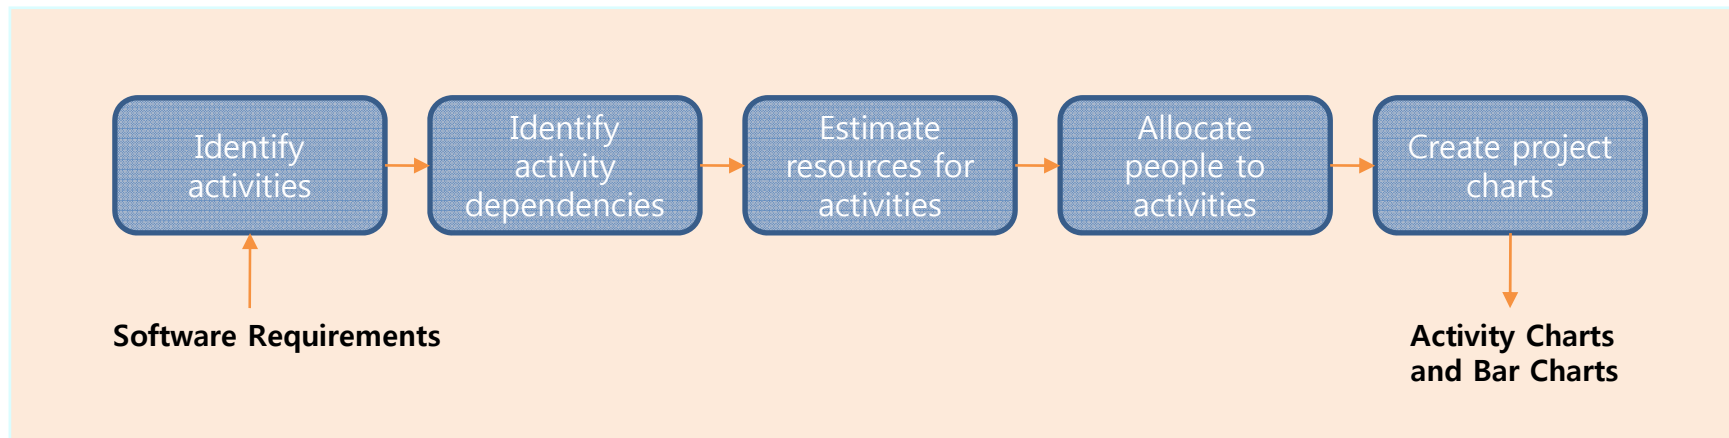 Identify
activities
Identify
activity
dependencies
Estimate
resources for
activities
Allocate
people to
activities
Create project
charts
Software Requirements
Activity Charts
and Bar Charts